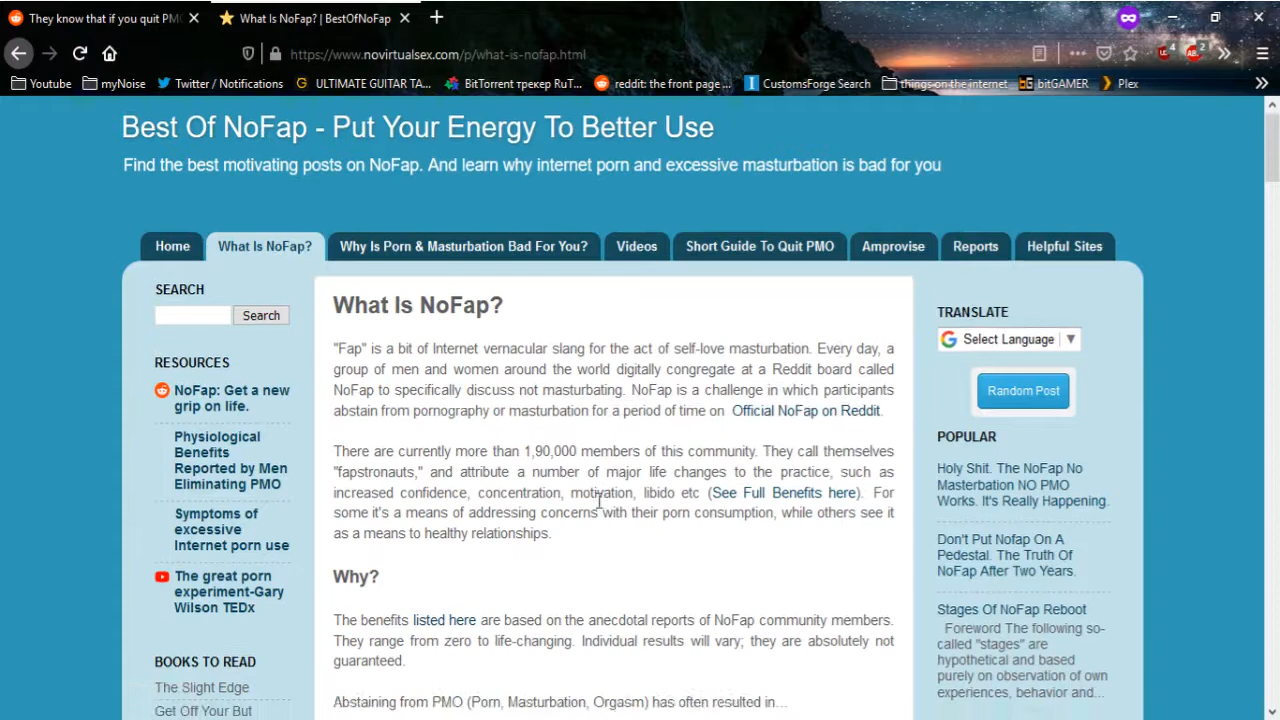 They know that if you quit PMO
What Is NoFap? | BestOfNoFap
https://www.novirtualsex.com/p/what-is-nofap.html
Youtube myNoise Twitter / Notifications ULTIMATE GUITAR TA... BitTorrent трекер RuT... reddit: the front page ... CustomsForge Search things on the internet bitGAMER Plex
Best Of NoFap - Put Your Energy To Better Use
Find the best motivating posts on NoFap. And learn why internet porn and excessive masturbation is bad for you
Home What Is NoFap? Why Is Porn & Masturbation Bad For You? Videos Short Guide To Quit PMO Amprovise Reports Helpful Sites
SEARCH
Search
RESOURCES
NoFap: Get a new
grip on life.
Physiological
Benefits
Reported by Men
Eliminating PMO
Symptoms of
excessive
Internet porn use
The great porn
experiment-Gary
Wilson TEDx
BOOKS TO READ
The Slight Edge
Get Off Your But
What Is NoFap?
"Fap" is a bit of Internet vernacular slang for the act of self-love masturbation. Every day, a
group of men and women around the world digitally congregate at a Reddit board called
NoFap to specifically discuss not masturbating. NoFap is a challenge in which participants
abstain from pornography or masturbation for a period of time on Official NoFap on Reddit.
There are currently more than 1,90,000 members of this community. They call themselves
"fapstronauts," and attribute a number of major life changes to the practice, such as
increased confidence, concentration, motivation, libido etc (See Full Benefits here). For
some it's a means of addressing concerns with their porn consumption, while others see it
as a means to healthy relationships.
Why?
The benefits listed here are based on the anecdotal reports of NoFap community members.
They range from zero to life-changing. Individual results will vary; they are absolutely not
guaranteed.
Abstaining from PMO (Porn, Masturbation, Orgasm) has often resulted in...
TRANSLATE
Select Language ▼
Random Post
POPULAR
Holy Shit. The NoFap No
Masterbation NO PMO
Works. It's Really Happening.
Don't Put Nofap On A
Pedestal. The Truth Of
NoFap After Two Years.
Stages Of NoFap Reboot
Foreword The following so-
called "stages" are
hypothetical and based
purely on observation of own
experiences, behavior and...